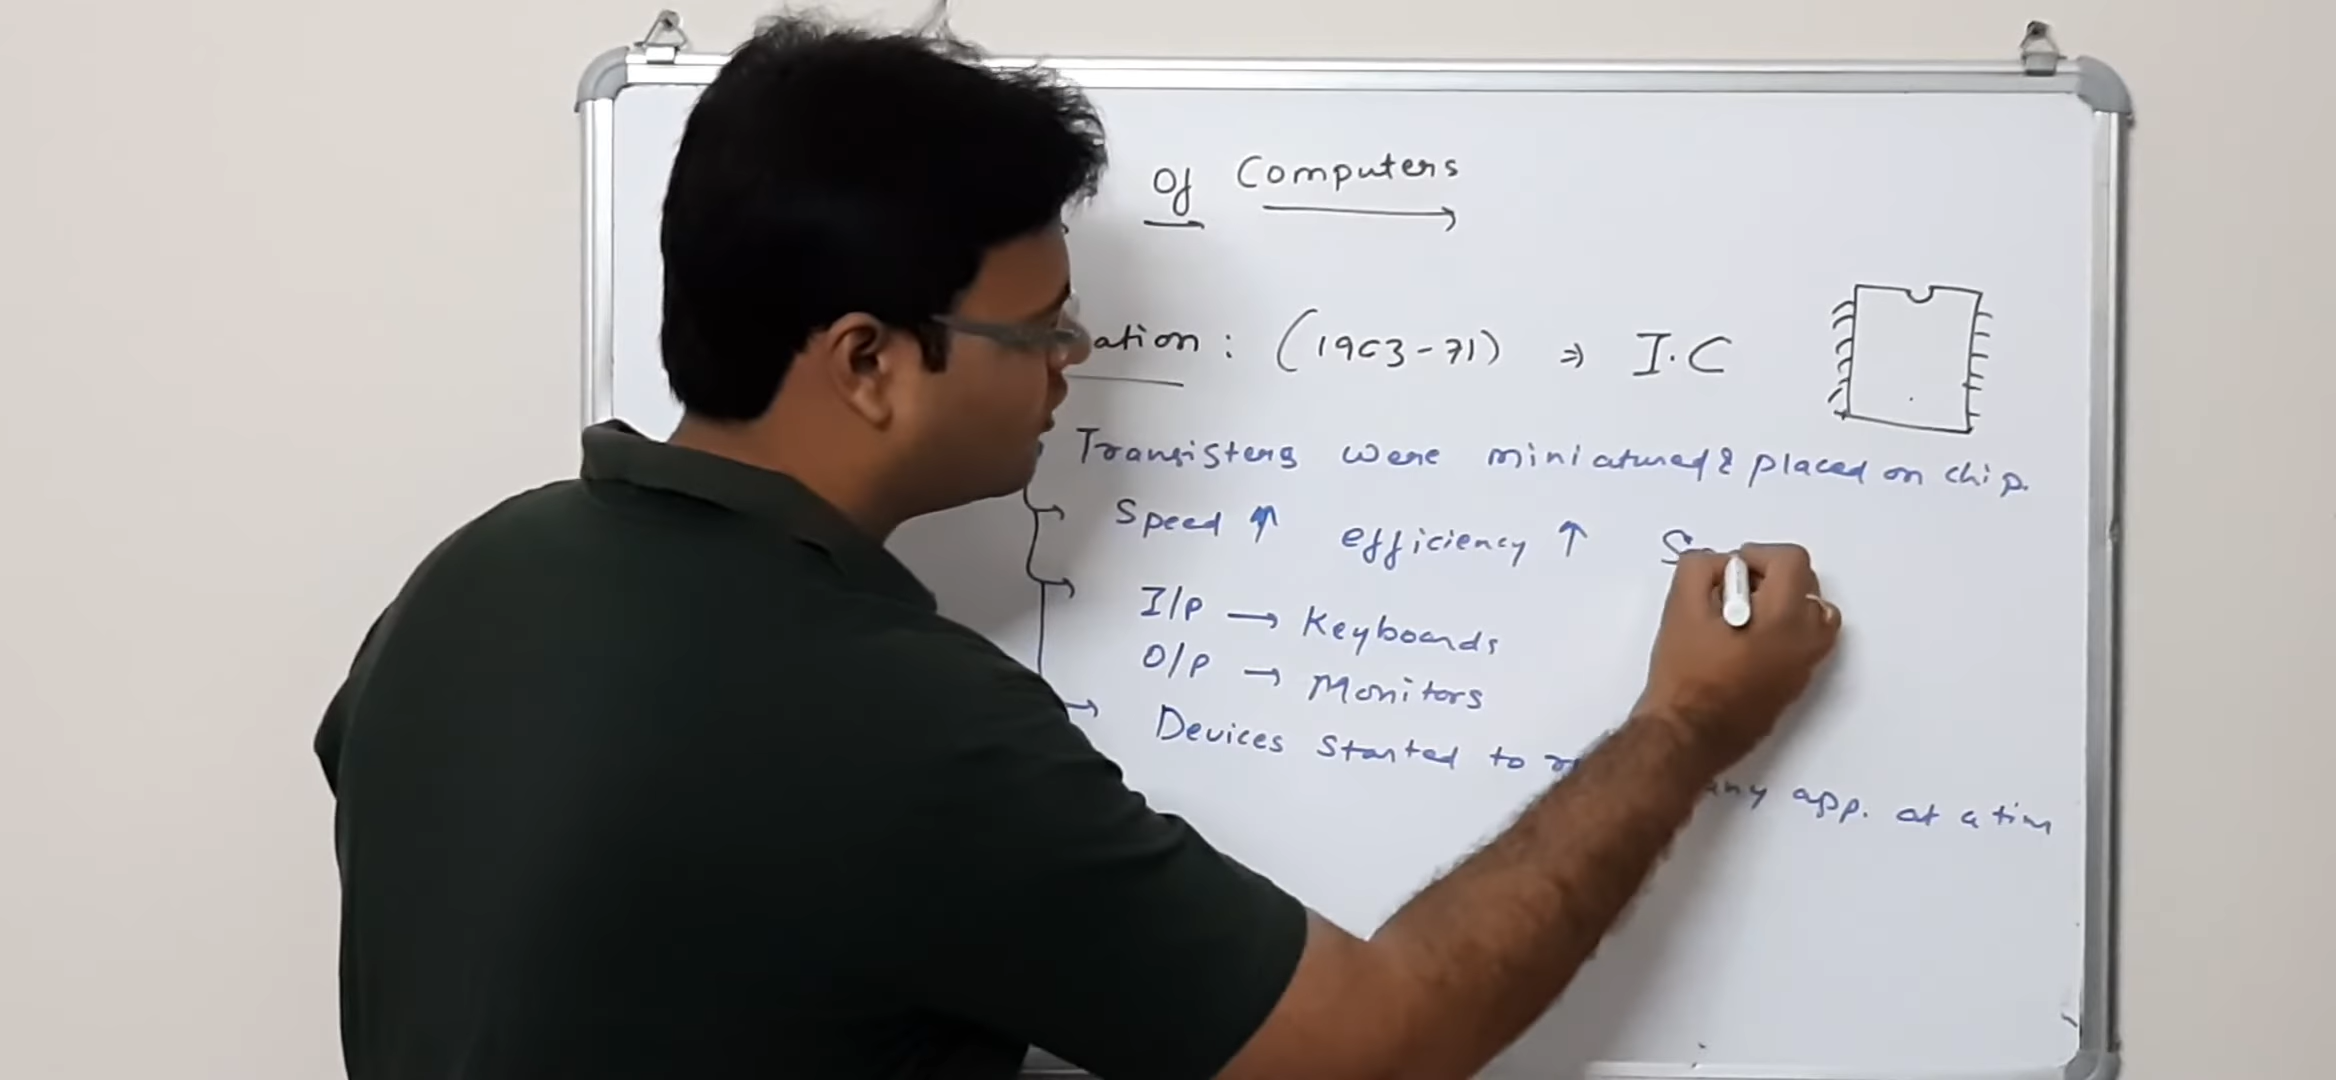 Of Computers
ation : (1963-71) ⇒ I.C
Transisters were miniatured & placed on chip.
Speed ↑ efficiency ↑ S
I/P → Keyboards
O/P → Monitors
Devices started to any app. at a tim